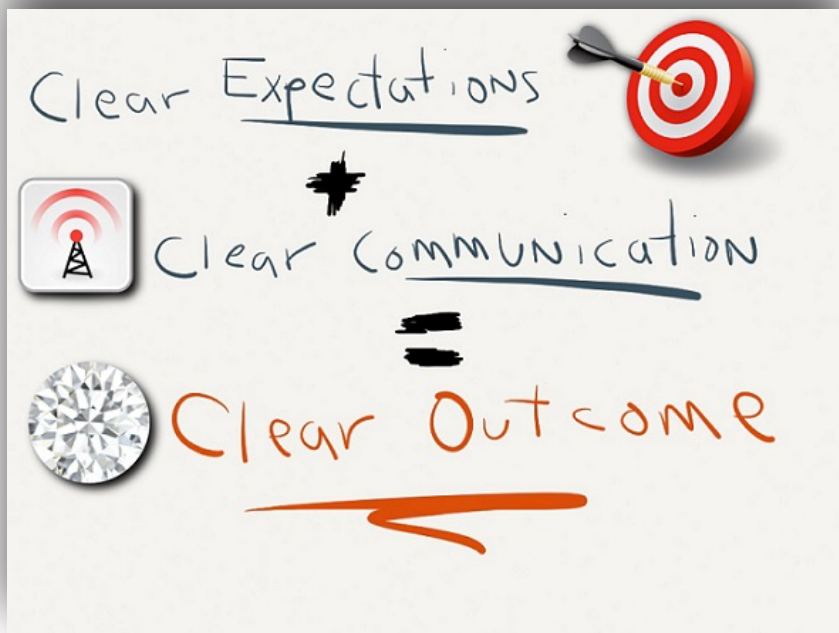 Clear Expectations
+
Clear Communication
=
Clear Outcome